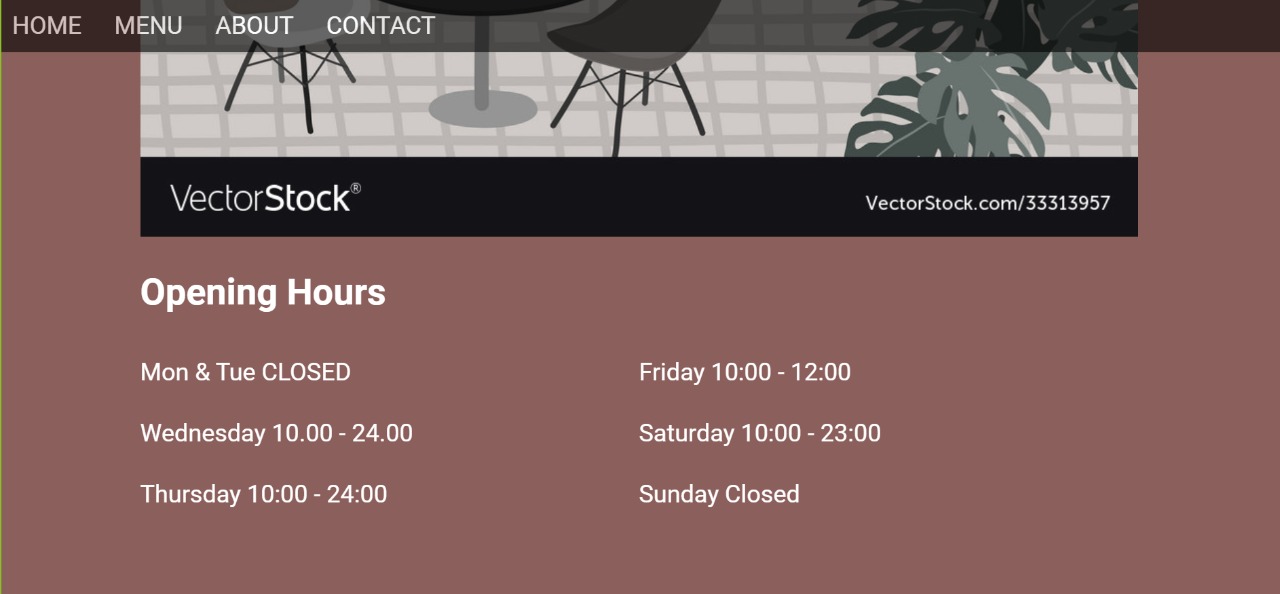 HOME MENU ABOUT CONTACT
VectorStock®
VectorStock.com/33313957
Opening Hours
Mon & Tue CLOSED
Wednesday 10.00 - 24.00
Thursday 10:00 - 24:00
Friday 10:00 - 12:00
Saturday 10:00 - 23:00
Sunday Closed